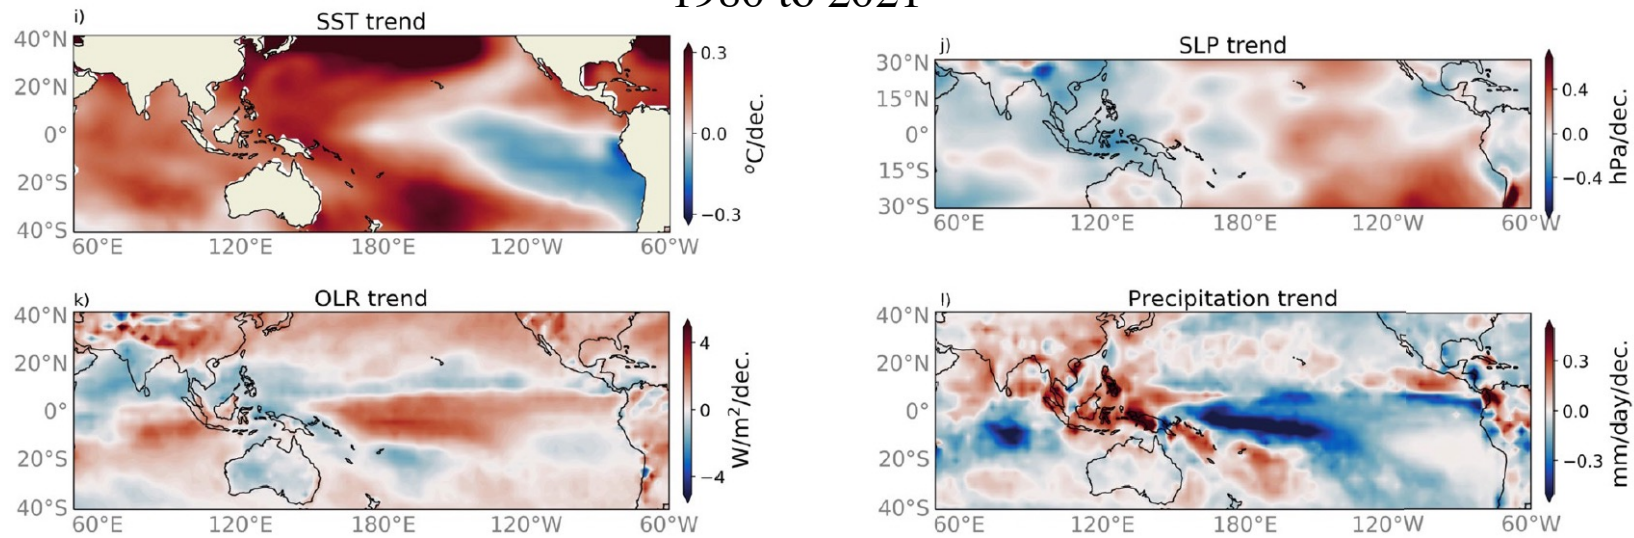 1980 to 2021
i)
SST trend
40°N
20°N
0°
20°S
40°S
60°E 120°E 180°E 120°W 60°W
0.3
0.0
−0.3
°C/dec.
j)
SLP trend
30°N
15°N
0°
15°S
30°S
60°E 120°E 180°E 120°W 60°W
0.4
0.0
−0.4
hPa/dec.
k)
OLR trend
40°N
20°N
0°
20°S
40°S
60°E 120°E 180°E 120°W 60°W
4
0
−4
W/m²/dec.
l)
Precipitation trend
40°N
20°N
0°
20°S
40°S
60°E 120°E 180°E 120°W 60°W
0.3
0.0
−0.3
mm/day/dec.